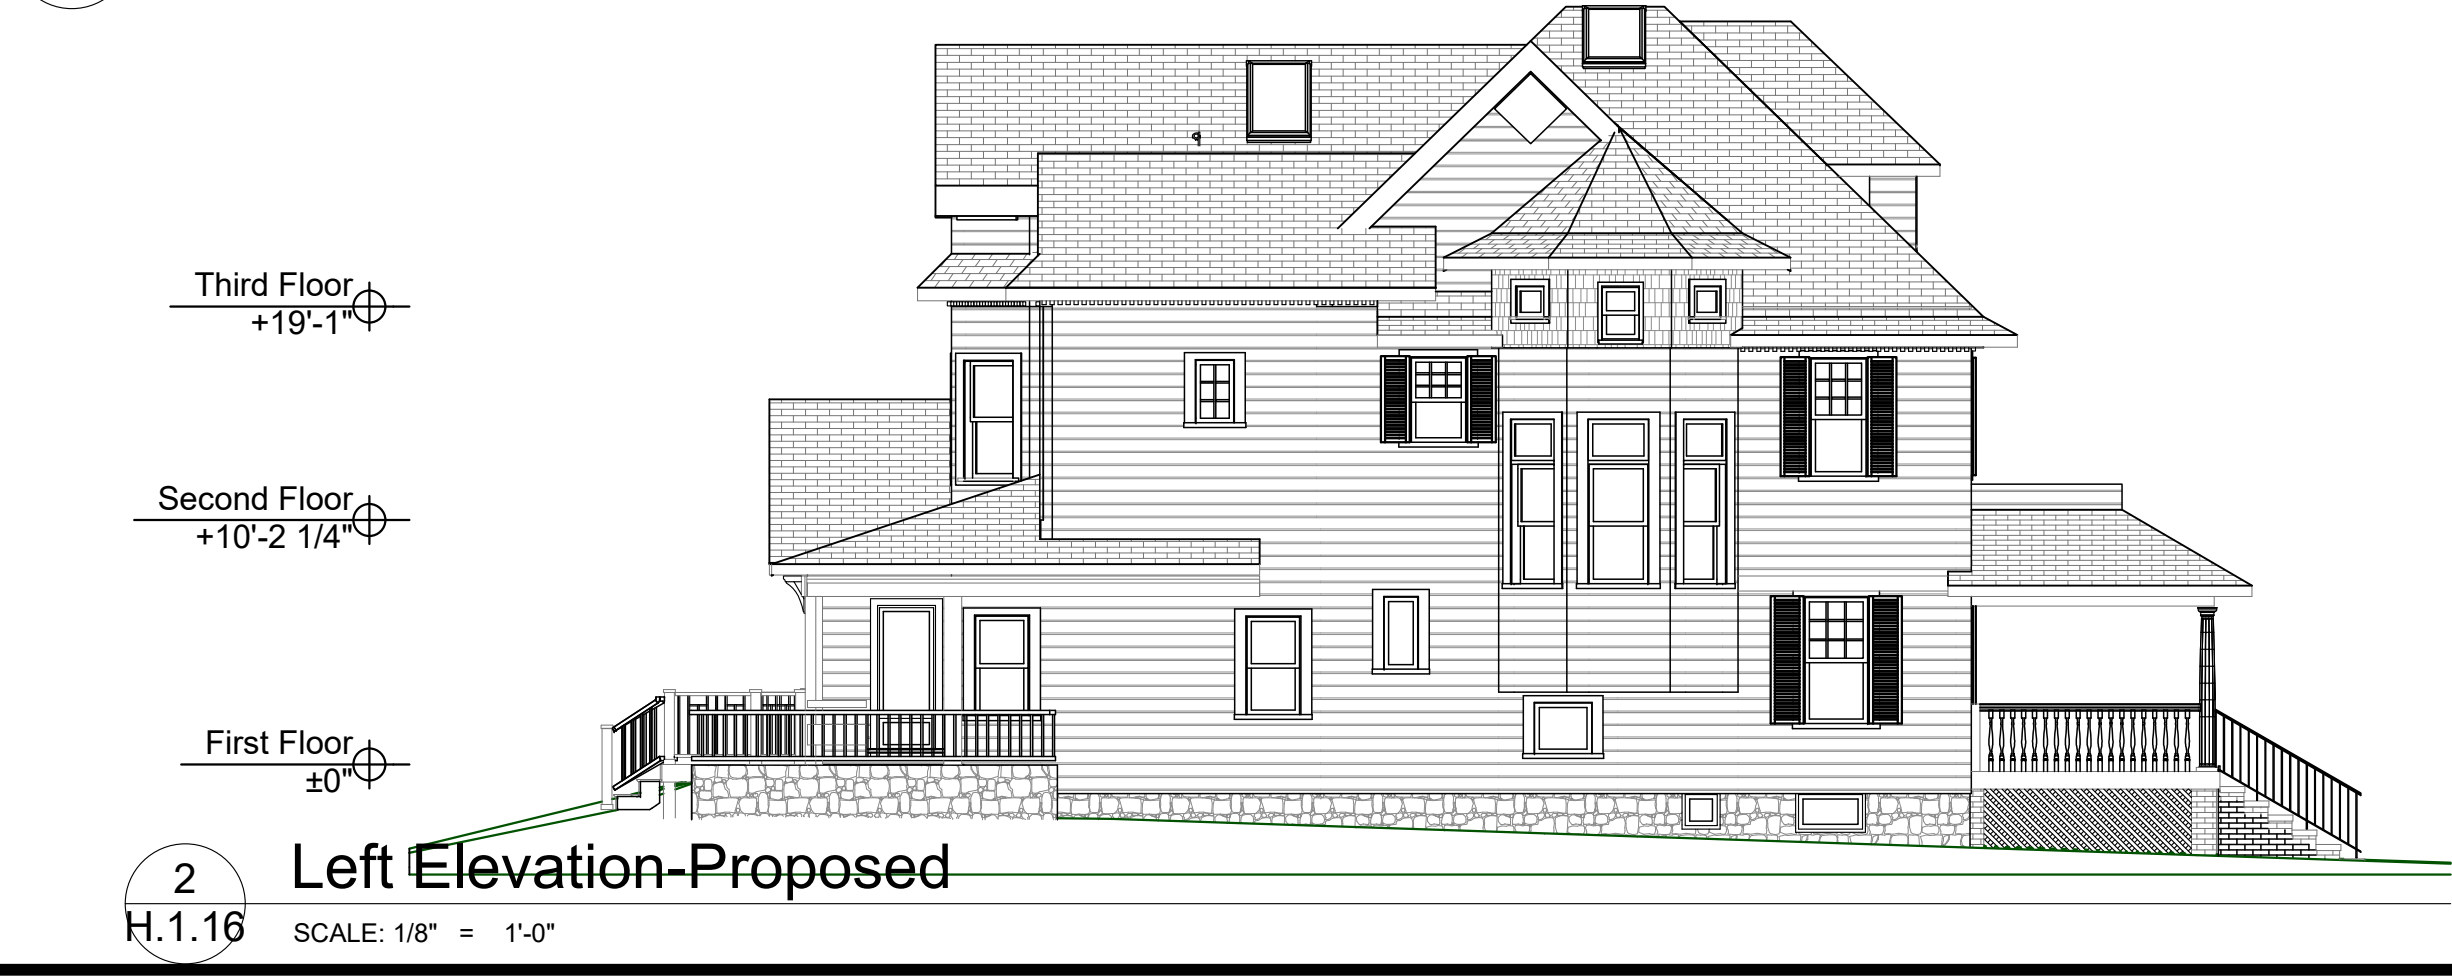 Third Floor
+19'-1"
Second Floor
+10'-2 1/4"
First Floor
±0"
2
H.1.16
Left Elevation-Proposed
SCALE: 1/8" = 1'-0"